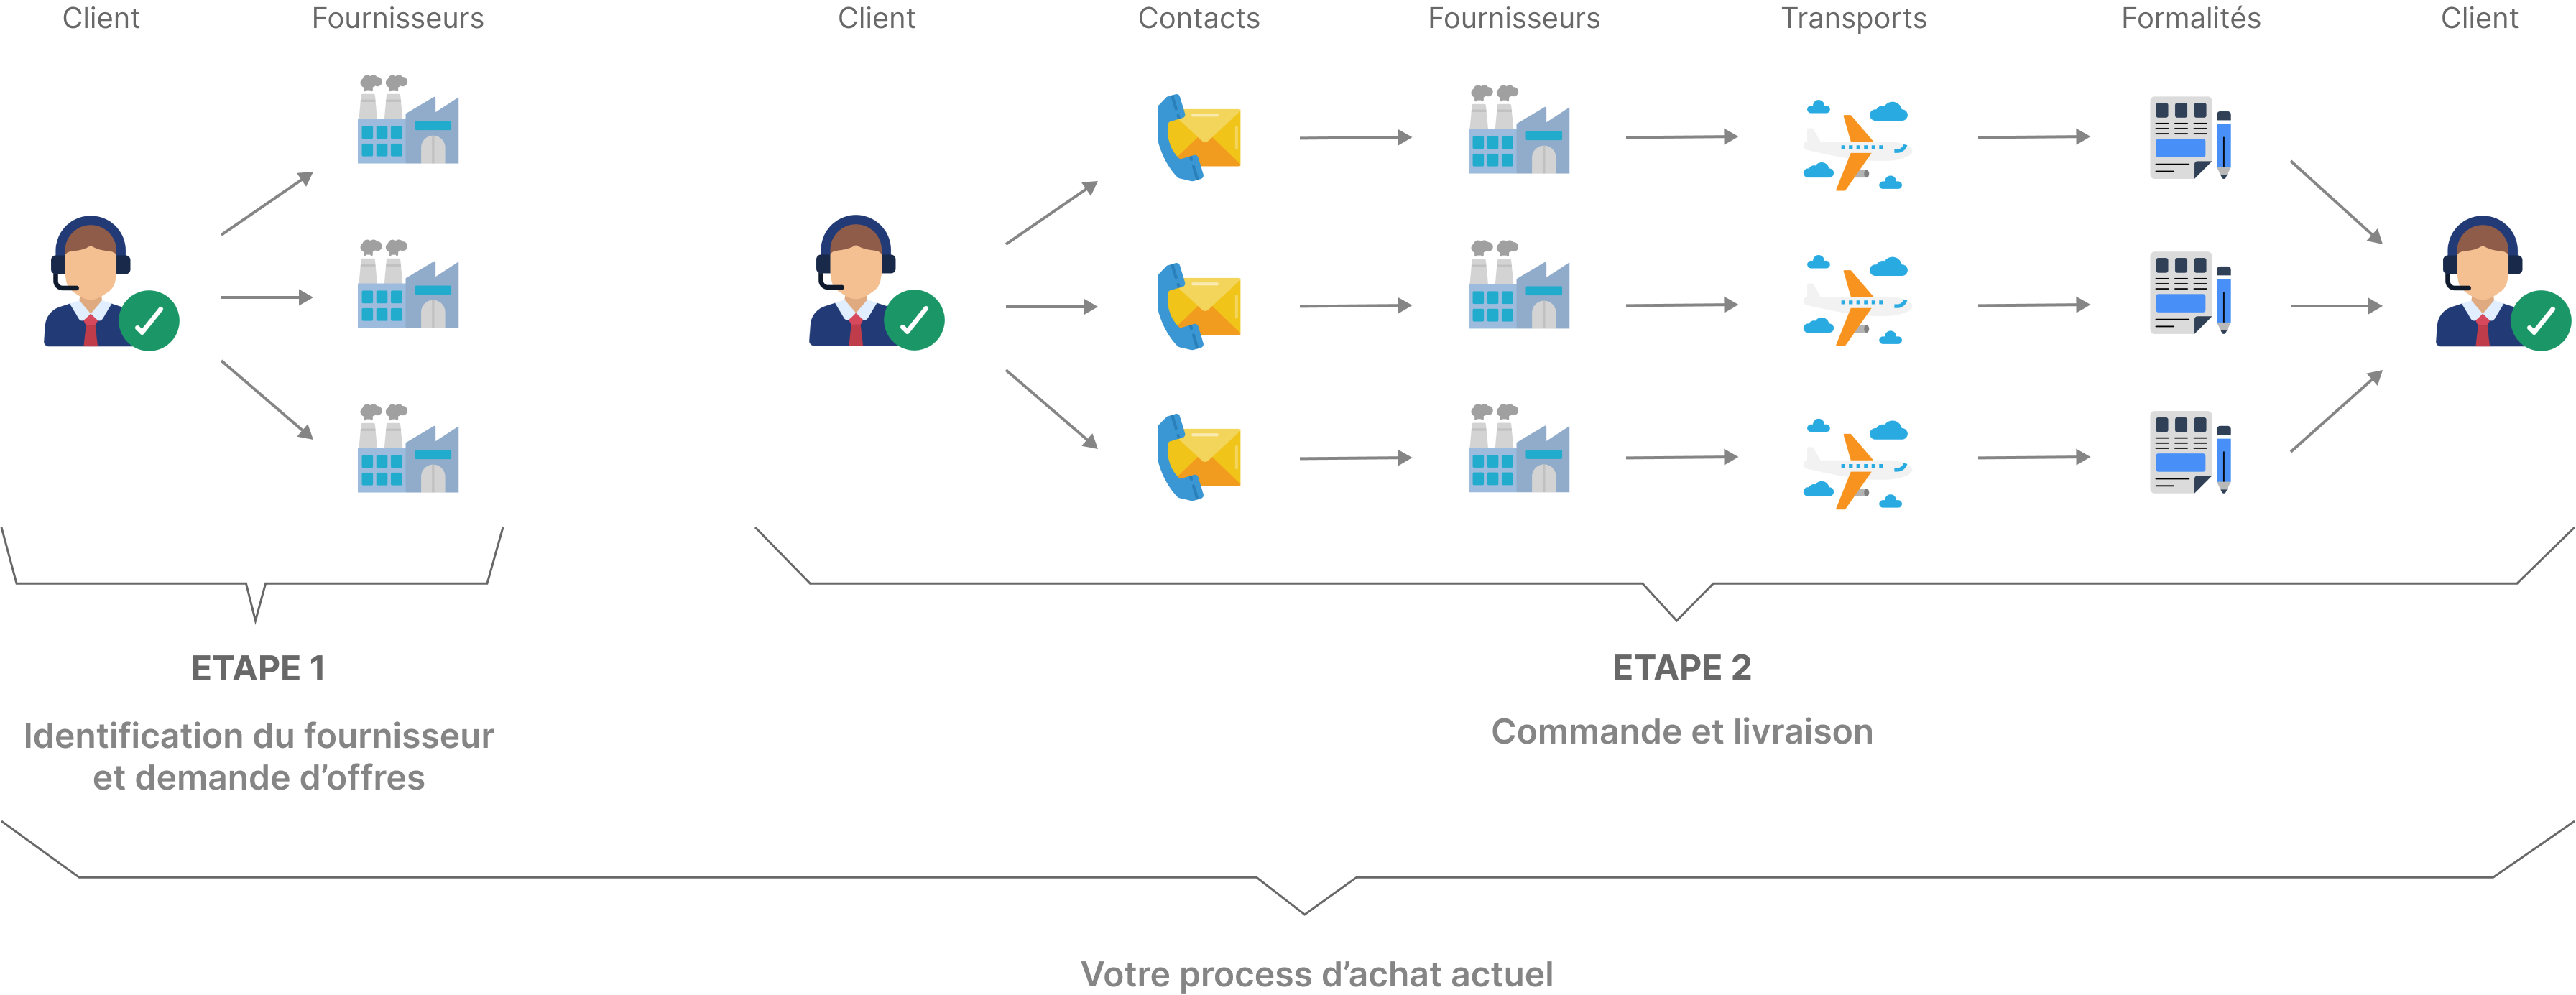 Client
Fournisseurs
Client
Contacts
Fournisseurs
Transports
Formalités
Client
ETAPE 1
Identification du fournisseur
et demande d’offres
ETAPE 2
Commande et livraison
Votre process d’achat actuel